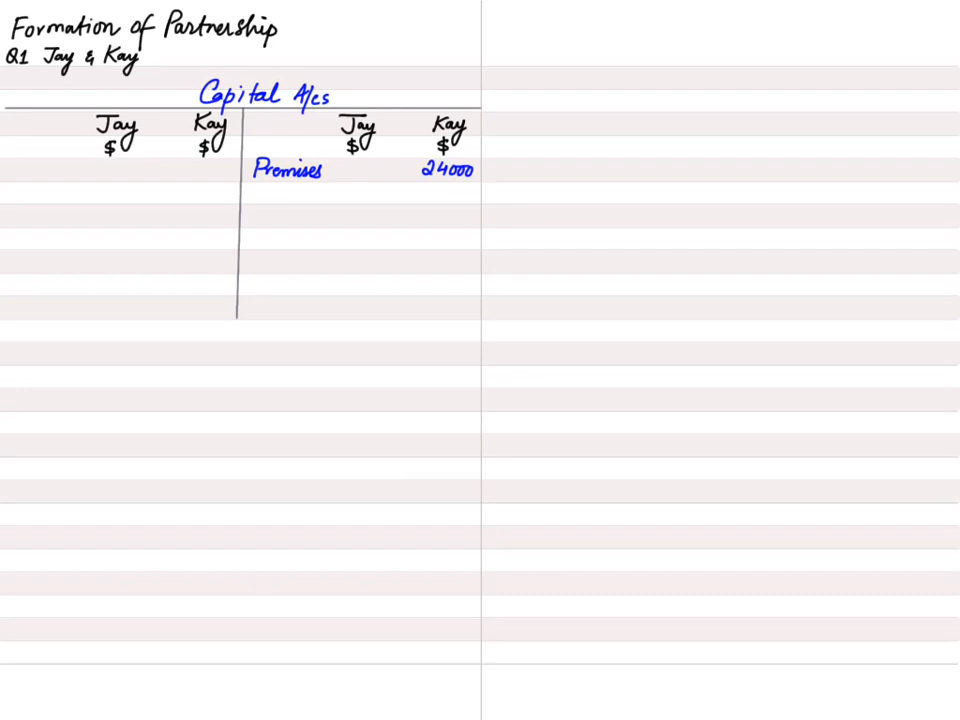 Formation of Partnership
Q1 Jay & Kay
Capital A/cs
Jay Kay Jay Kay
$ $ $ $
Premises 24000